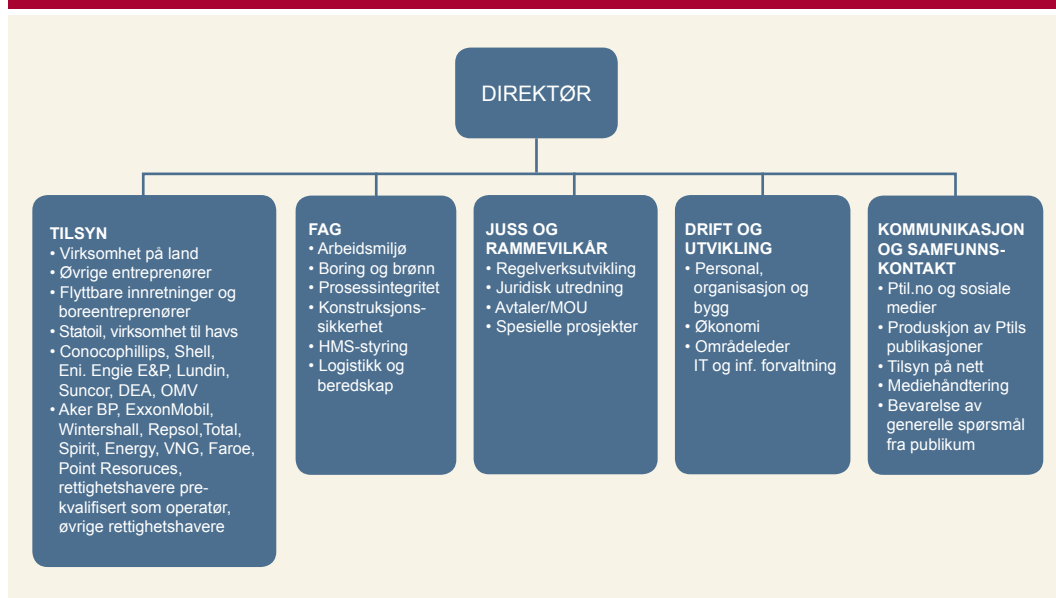 DIREKTØR
TILSYN
• Virksomhet på land
• Øvrige entreprenører
• Flyttbare innretninger og
boreentreprenører
• Statoil, virksomhet til havs
• Conocophillips, Shell,
Eni. Engie E&P, Lundin,
Suncor, DEA, OMV
• Aker BP, ExxonMobil,
Wintershall, Repsol,Total,
Spirit, Energy, VNG, Faroe,
Point Resoruces,
rettighetshavere pre-
kvalifisert som operatør,
øvrige rettighetshavere
FAG
• Arbeidsmiljø
• Boring og brønn
• Prosessintegritet
• Konstruksjons-
sikkerhet
• HMS-styring
• Logistikk og
beredskap
JUSS OG
RAMMEVILKÅR
• Regelverksutvikling
• Juridisk utredning
• Avtaler/MOU
• Spesielle prosjekter
DRIFT OG
UTVIKLING
• Personal,
organisasjon og
bygg
• Økonomi
• Områdeleder
IT og inf. forvaltning
KOMMUNIKASJON
OG SAMFUNNS-
KONTAKT
• Ptil.no og sosiale
medier
• Produskjon av Ptils
publikasjoner
• Tilsyn på nett
• Mediehåndtering
• Bevarelse av
generelle spørsmål
fra publikum